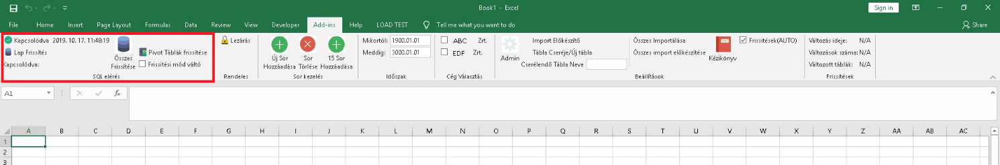 Book1 - Excel
Sign in
File Home Insert Page Layout Formulas Data Review View Developer Add-ins Help LOAD TEST Tell me what you want to do Share
Kapcsolódva 2019. 10. 17. 11:48:19
Lap Frissítés
Kapcsolódva:
Összes
Frissítése
Pivot Táblák frissítése
Frissítési mód váltó
SQL elérés
Lezárás
Rendeles
Új Sor
Hozzáadása
Sor
Törlése
15 Sor
Hozzáadása
Sor kezelés
Mikortól: 1900.01.01
Meddig: 3000.01.01
Időszak
ABC Zrt.
EDF Zrt.
Cég Választás
Admin
Import Előkészítő
Tábla Cseréje/Új tábla
Cserélendő Tábla Neve
Összes Importálása
Összes import előkészítése
Kézikönyv
Frissítések(AUTO)
Beállítások
Változás ideje: N/A
Változások száma: N/A
Változott táblák: N/A
Frissítések
A1
fx
A B C D E F G H I J K L M N O P Q R S T U V W X Y Z AA AB AC
1
2
3